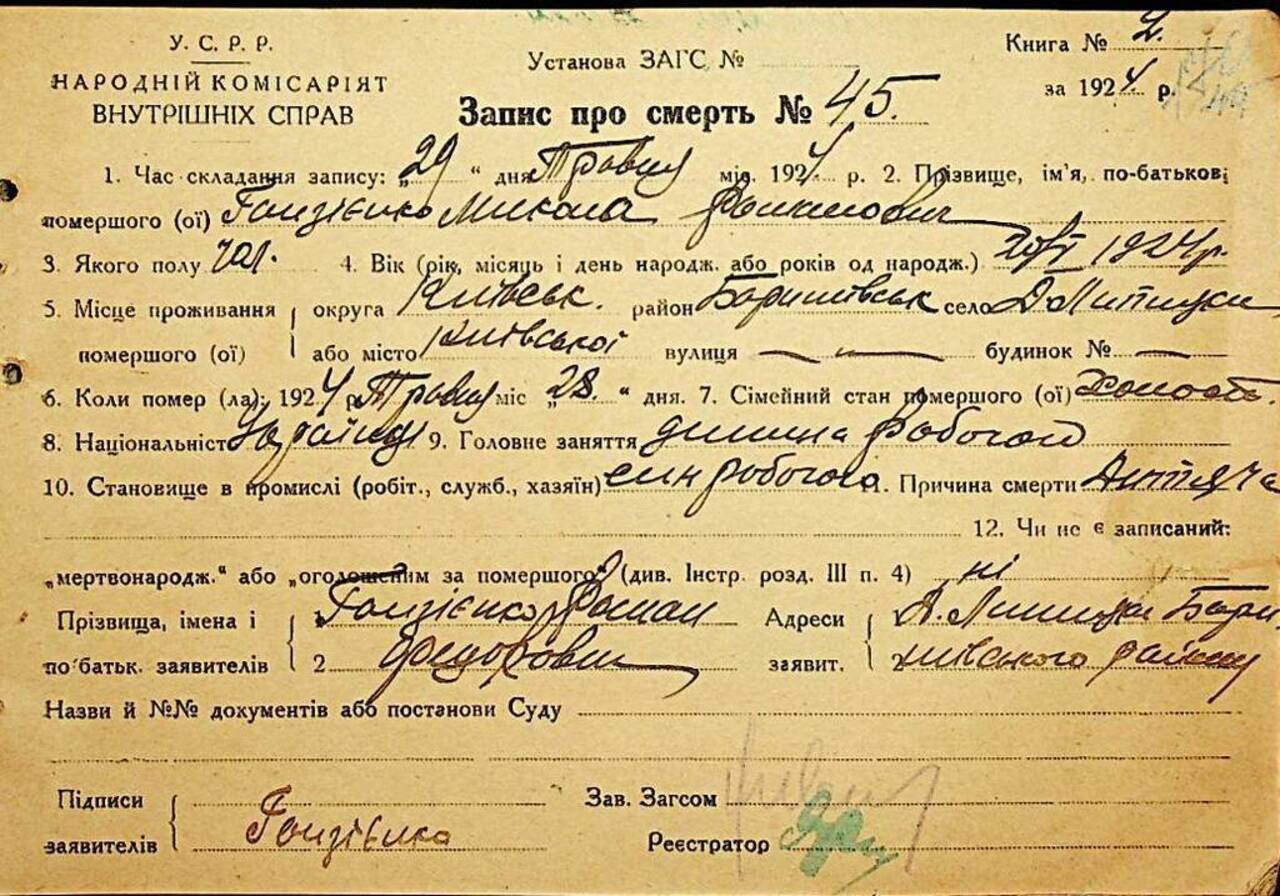 У. С. Р. Р.
НАРОДНІЙ КОМІСАРІЯТ
ВНУТРІШНІХ СПРАВ
Установа ЗАГС №
Книга № 2.
за 1924 р.
Запис про смерть № 45.
1. Час складання запису: „29 “ дня Травня міс. 1924 р. 2. Прізвище, ім'я, по-батькові
помершого (ої) Гонзієнко Микола Романович
3. Якого полу чол. 4. Вік (рік, місяць і день народж. або років од народж.) 1924 р.
5. Місце проживання округа Київськ. район Баришівськ село
помершого (ої) або місто Київської вулиця — — будинок № —
6. Коли помер (ла): 1924 р Травня міс „28. “ дня. 7. Сімейний стан помершого (ої) Холост.
8. Національність Українец 9. Головне заняття дитина робочого
10. Становище в промислі (робіт., служб., хазяїн) син робочого 11. Причина смерти Дитяча
12. Чи не є записаний:
„мертвонародж.“ або „оголошеним за помершого“? (див. Інстр. розд. III п. 4) ні
Прізвища, імена і 1 Гонзієнко Роман Адреси
по батьк. заявителів 2 Федорович заявит. району
Назви й №№ документів або постанови Суду
Підписи
заявителів Гонзієнко
Зав. Загсом
Реєстратор